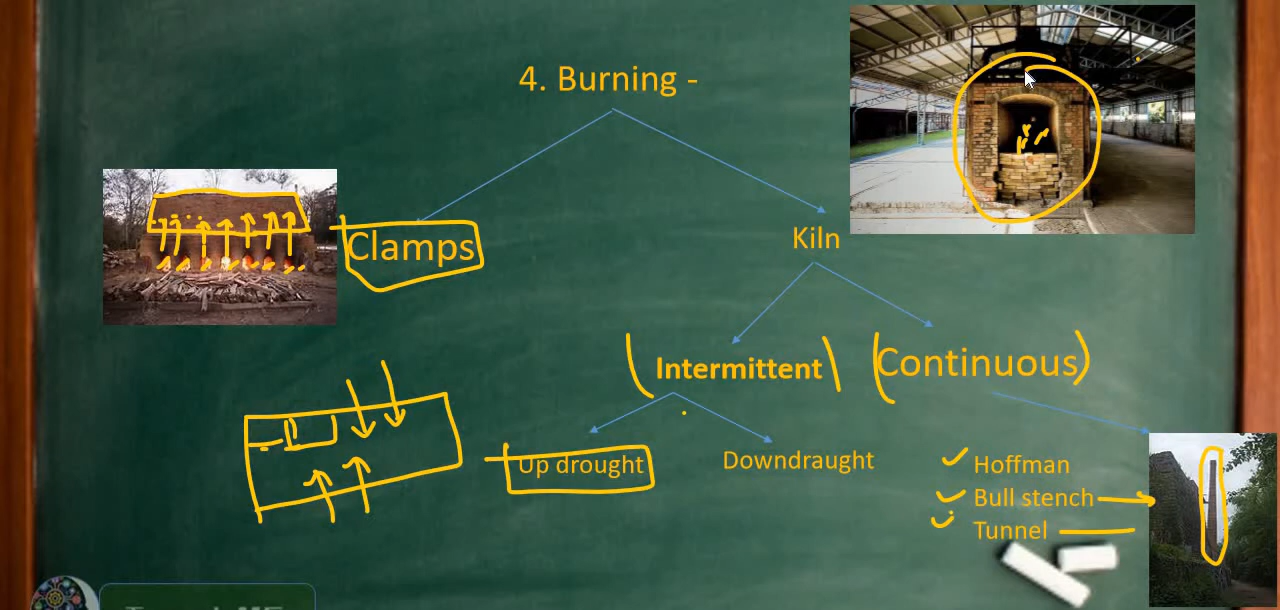 4. Burning -
Clamps
Kiln
Intermittent
Continuous
Up drought
Downdraught
Hoffman
Bull stench
Tunnel